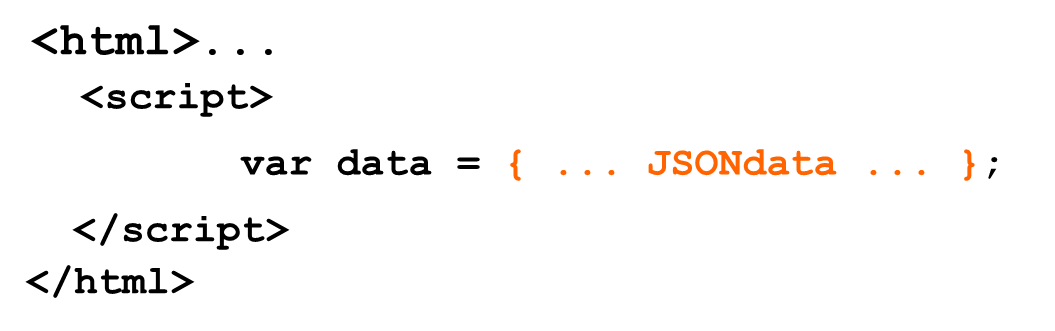 <html>...
<script>
var data = { ... JSONdata ... };
</script>
</html>